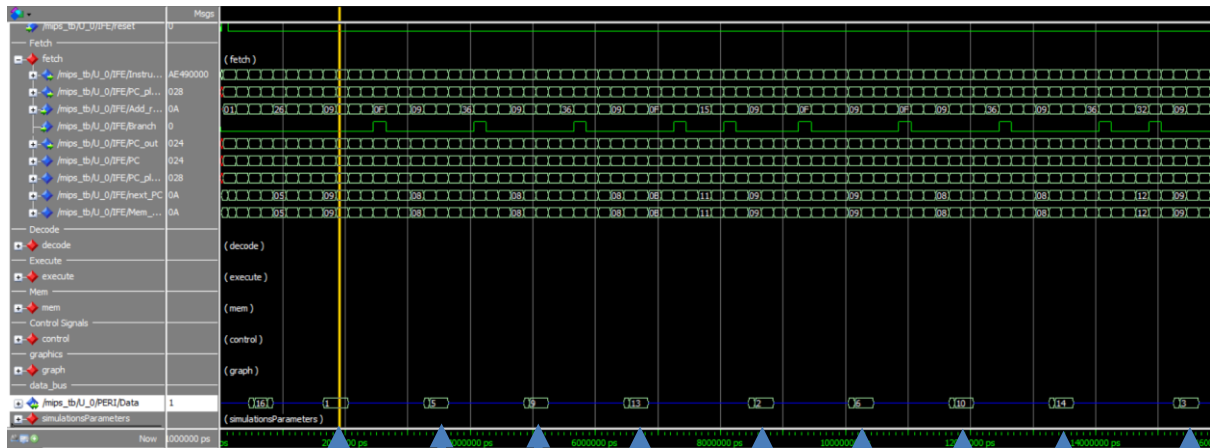 Msgs
/mips_tb/U_0/IFE/reset 0
Fetch
fetch (fetch)
/mips_tb/U_0/IFE/Instru... AE490000
/mips_tb/U_0/IFE/PC_pl... 028
/mips_tb/U_0/IFE/Add_r... 0A 01 26 09 0F 09 36 09 36 09 0F 15 09 0F 09 0F 09 36 09 36 32 09
/mips_tb/U_0/IFE/Branch 0
/mips_tb/U_0/IFE/PC_out 024
/mips_tb/U_0/IFE/PC 024
/mips_tb/U_0/IFE/PC_pl... 028
/mips_tb/U_0/IFE/next_PC 0A 05 09 08 08 08 08 11 09 09 08 08 12 09
/mips_tb/U_0/IFE/Mem_... 0A 05 09 08 08 08 08 11 09 09 08 08 12 09
Decode
decode (decode)
Execute
execute (execute)
Mem
mem (mem)
Control Signals
control (control)
graphics
graph (graph)
data_bus
/mips_tb/U_0/PERI/Data 1 16 1 5 9 13 2 6 10 14 3
simulationsParameters (simulationsParameters)
Now ps 6000000 ps 8000000 ps